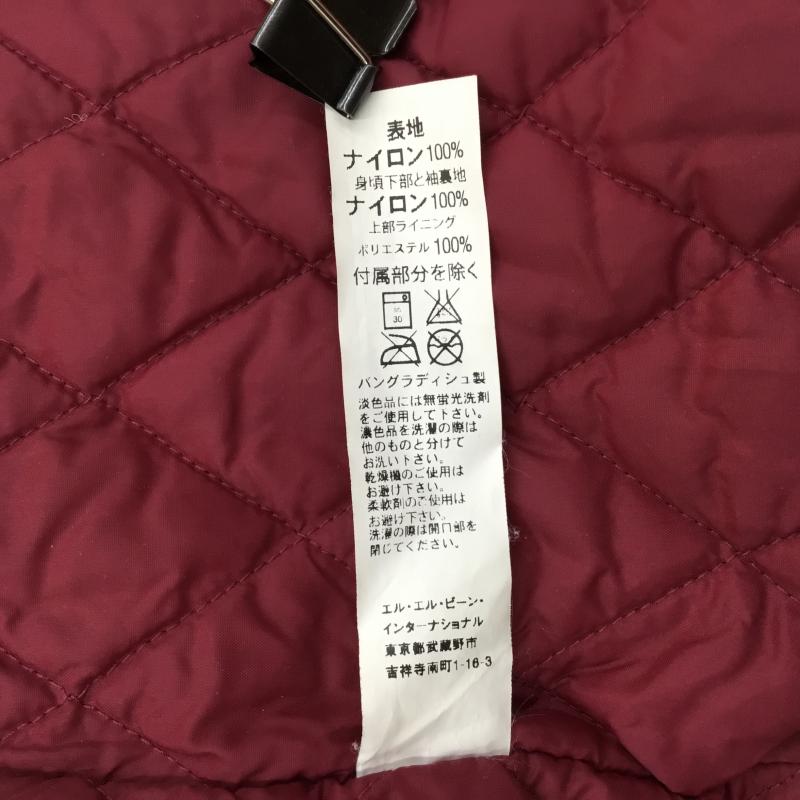 表地
ナイロン100%
身頃下部と袖裏地
ナイロン100%
上部ライニング
ポリエステル 100%
付属部分を除く
30
バングラディシュ製
淡色品には無蛍光洗剤
をご使用して下さい。
濃色品を洗濯の際は
他のものと分けて
お洗い下さい。
乾燥機のご使用は
お避け下さい。
柔軟剤のご使用は
お避け下さい。
洗濯の際は開口部を
閉じてください。
エル・エル・ビーン・
インターナショナル
東京都武蔵野市
吉祥寺南町1-16-3